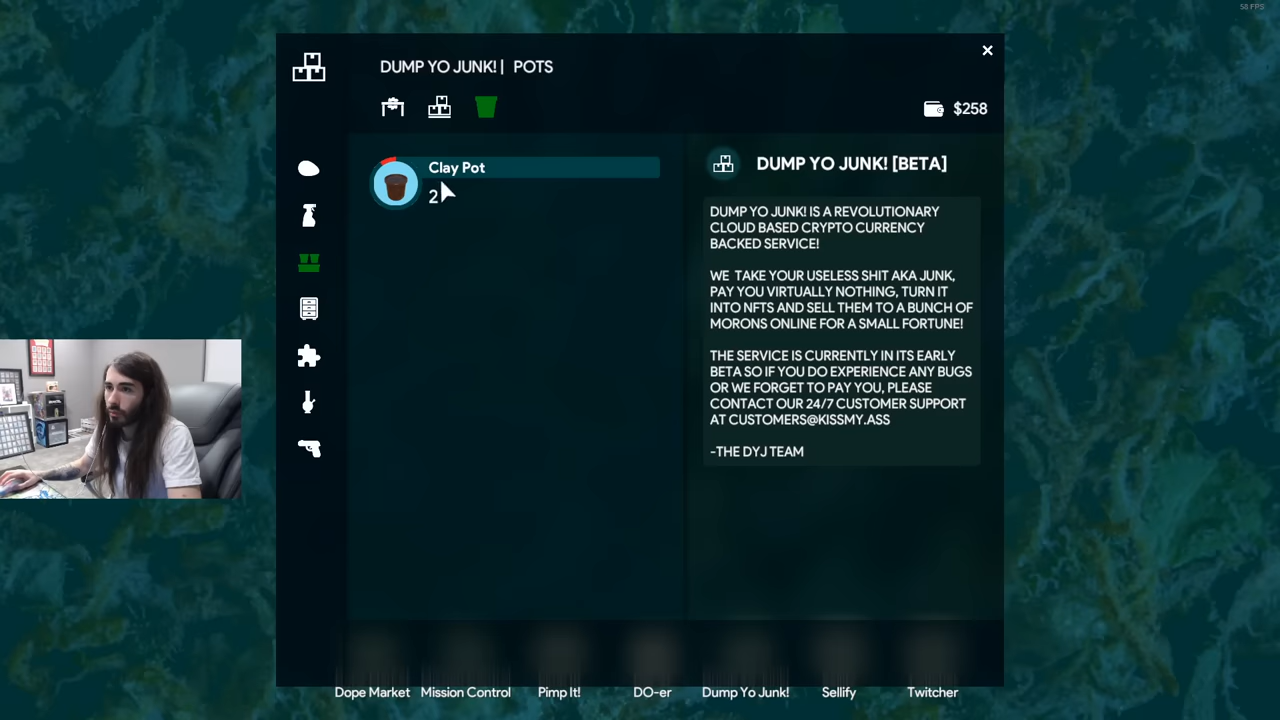 58 FPS
DUMP YO JUNK! | POTS
$258
Clay Pot
2
DUMP YO JUNK! [BETA]
DUMP YO JUNK! IS A REVOLUTIONARY
CLOUD BASED CRYPTO CURRENCY
BACKED SERVICE!
WE TAKE YOUR USELESS SHIT AKA JUNK,
PAY YOU VIRTUALLY NOTHING, TURN IT
INTO NFTS AND SELL THEM TO A BUNCH OF
MORONS ONLINE FOR A SMALL FORTUNE!
THE SERVICE IS CURRENTLY IN ITS EARLY
BETA SO IF YOU DO EXPERIENCE ANY BUGS
OR WE FORGET TO PAY YOU, PLEASE
CONTACT OUR 24/7 CUSTOMER SUPPORT
AT CUSTOMERS@KISSMY.ASS
-THE DYJ TEAM
Dope Market Mission Control Pimp It! DO-er Dump Yo Junk! Sellify Twitcher